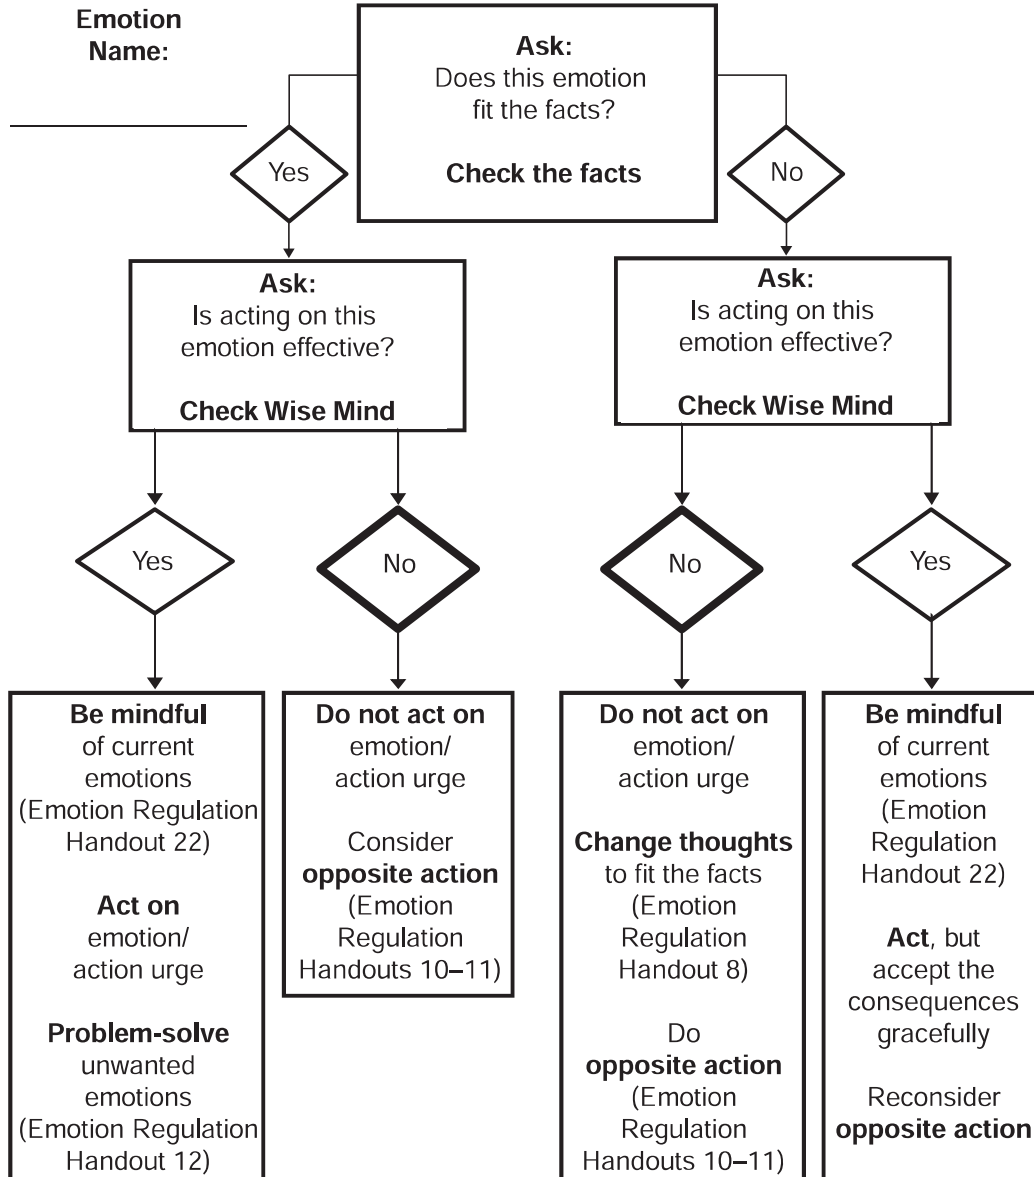 Emotion
Name:
Ask:
Does this emotion
fit the facts?
Check the facts
Yes
No
Ask:
Is acting on this
emotion effective?
Check Wise Mind
Ask:
Is acting on this
emotion effective?
Check Wise Mind
Yes
No
No
Yes
Be mindful
of current
emotions
(Emotion Regulation
Handout 22)
Act on
emotion/
action urge
Problem-solve
unwanted
emotions
(Emotion Regulation
Handout 12)
Do not act on
emotion/
action urge
Consider
opposite action
(Emotion
Regulation
Handouts 10–11)
Do not act on
emotion/
action urge
Change thoughts
to fit the facts
(Emotion
Regulation
Handout 8)
Do
opposite action
(Emotion
Regulation
Handouts 10–11)
Be mindful
of current
emotions
(Emotion
Regulation
Handout 22)
Act, but
accept the
consequences
gracefully
Reconsider
opposite action